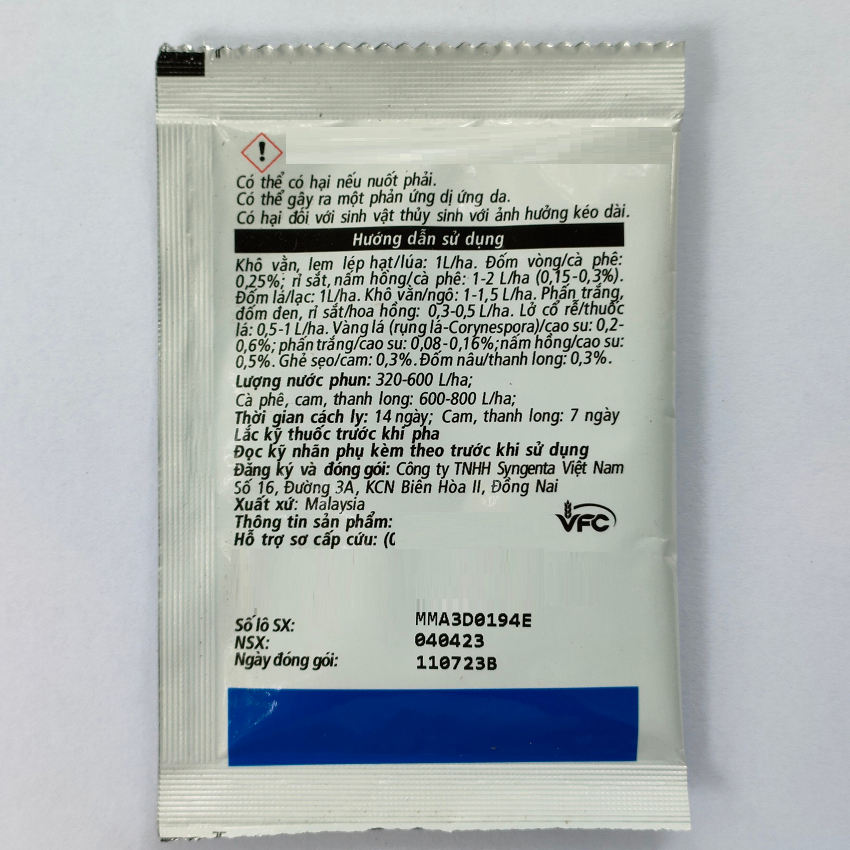 Có thể có hại nếu nuốt phải.
Có thể gây ra một phản ứng dị ứng da.
Có hại đối với sinh vật thủy sinh với ảnh hưởng kéo dài.
Hướng dẫn sử dụng
Khô vằn, lem lép hạt/lúa: 1L/ha. Đốm vòng/cà phê:
0,25%; rỉ sắt, nấm hồng/cà phê: 1-2 L/ha (0,15-0,3%).
Đốm lá/lạc: 1L/ha. Khô vằn/ngô: 1-1,5 L/ha. Phấn trắng,
đốm đen, rỉ sắt/hoa hồng: 0,3-0,5 L/ha. Lở cổ rễ/thuốc
lá: 0,5-1 L/ha. Vàng lá (rụng lá-Corynespora)/cao su: 0,2-
0,6%; phấn trắng/cao su: 0,08-0,16%; nấm hồng/cao su:
0,5%. Ghẻ sẹo/cam: 0,3%. Đốm nâu/thanh long: 0,3%.
Lượng nước phun: 320-600 L/ha;
Cà phê, cam, thanh long: 600-800 L/ha;
Thời gian cách ly: 14 ngày; Cam, thanh long: 7 ngày
Lắc kỹ thuốc trước khi pha
Đọc kỹ nhãn phụ kèm theo trước khi sử dụng
Đăng ký và đóng gói: Công ty TNHH Syngenta Việt Nam
Số 16, Đường 3A, KCN Biên Hòa II, Đồng Nai
Xuất xứ: Malaysia
VFC
Thông tin sản phẩm:
Hỗ trợ sơ cấp cứu: (0
Số lô SX: MMA3D0194E
NSX: 040423
Ngày đóng gói: 110723B